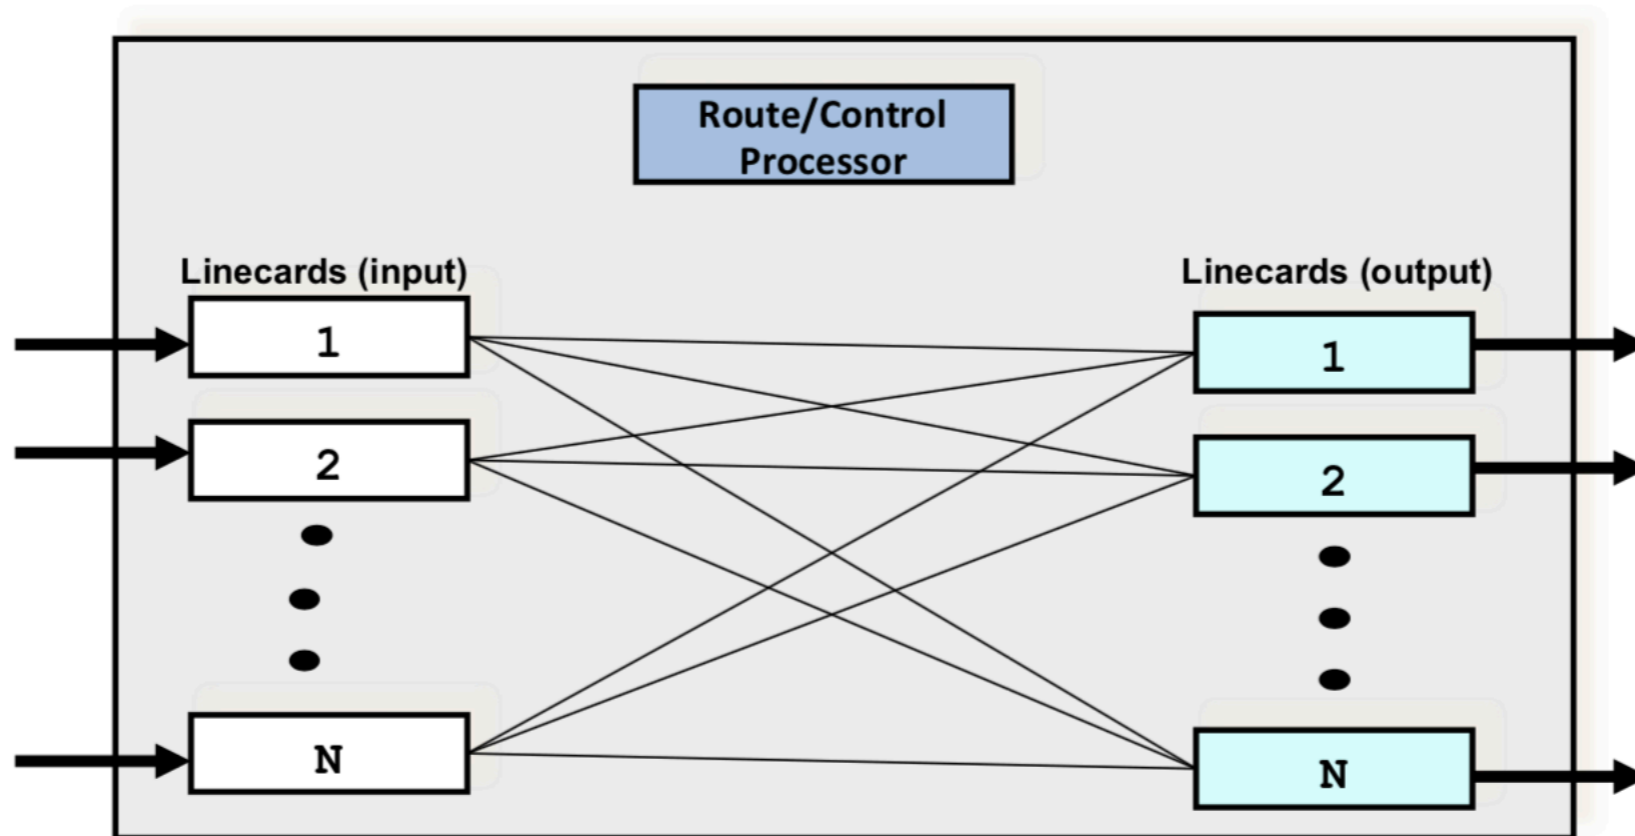 Route/Control
Processor
Linecards (input)
Linecards (output)
1
1
2
2
N
N